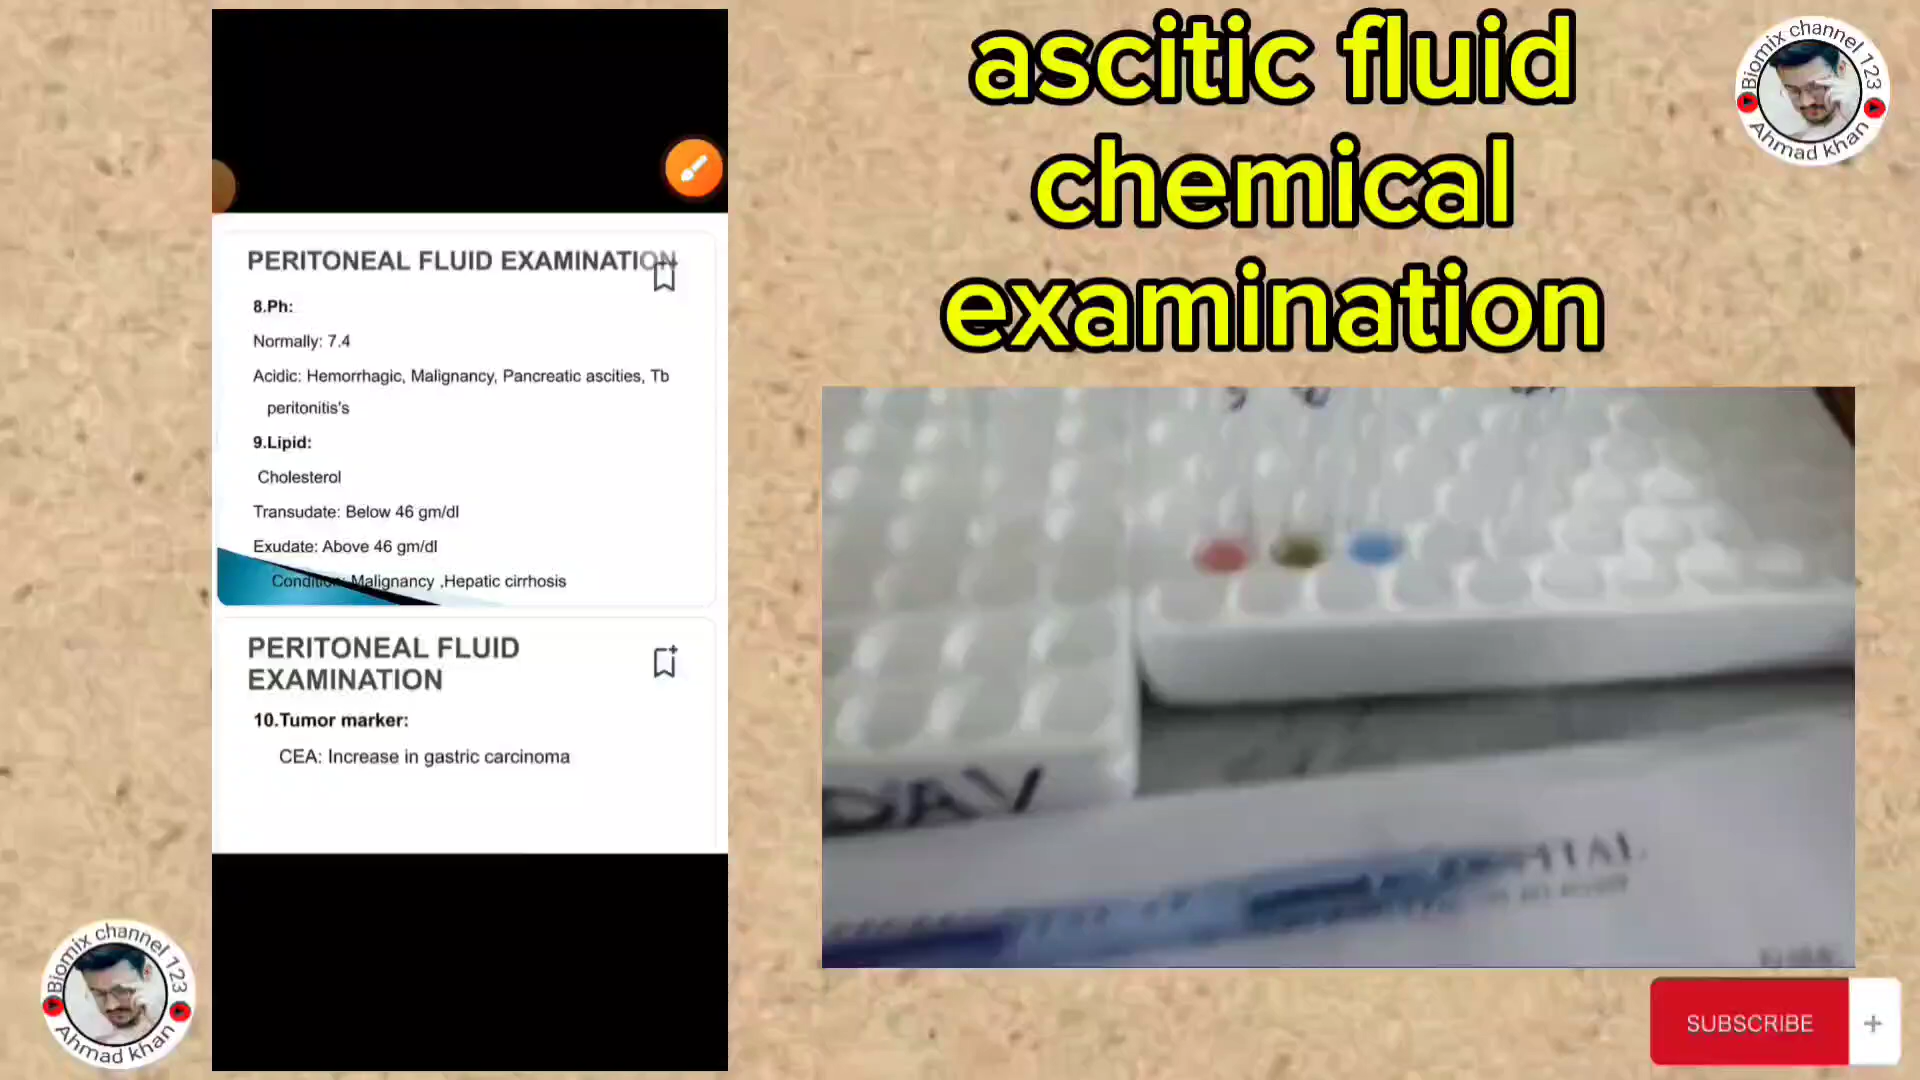 ascitic fluid
chemical
examination
Biomix channel 123
Ahmad khan
PERITONEAL FLUID EXAMINATION
8.Ph:
Normally: 7.4
Acidic: Hemorrhagic, Malignancy, Pancreatic ascities, Tb
peritonitis's
9.Lipid:
Cholesterol
Transudate: Below 46 gm/dl
Exudate: Above 46 gm/dl
Condition: Malignancy .Hepatic cirrhosis
PERITONEAL FLUID
EXAMINATION
10.Tumor marker:
CEA: Increase in gastric carcinoma
Biomix channel 123
Ahmad khan
SUBSCRIBE +